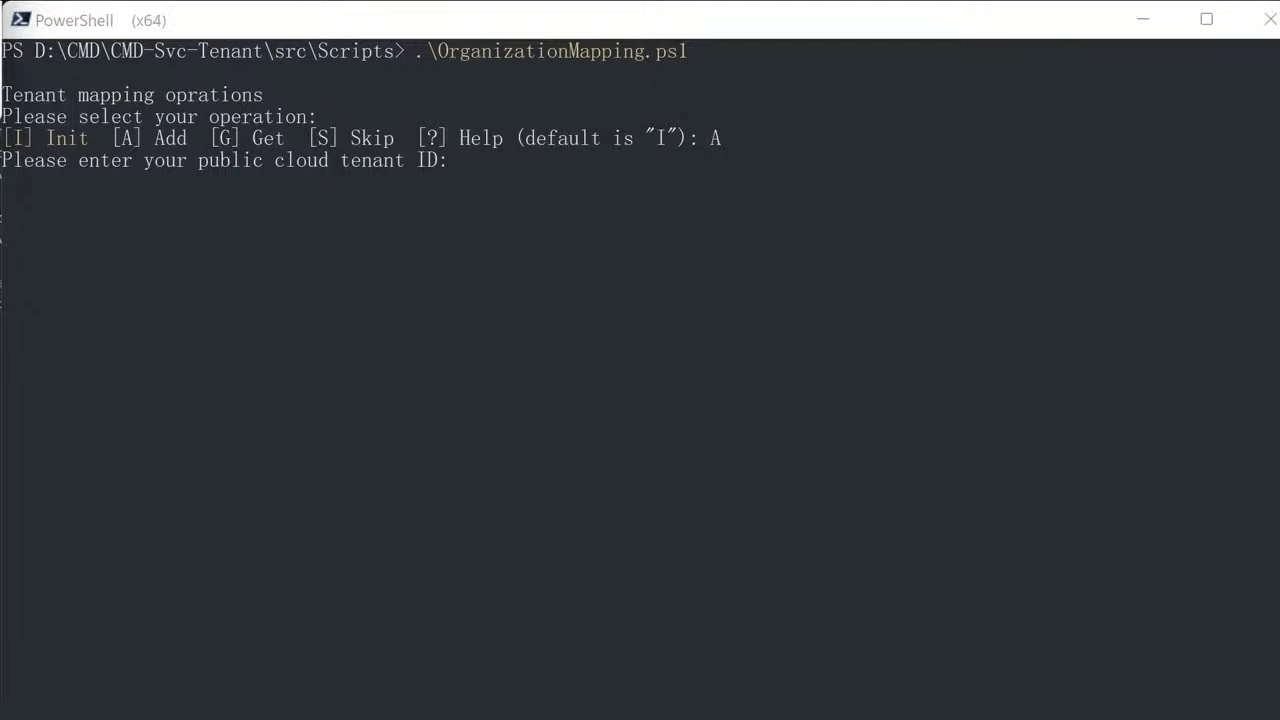 PowerShell (x64)
PS D:\CMD\CMD-Svc-Tenant\src\Scripts> .\OrganizationMapping.ps1
Tenant mapping oprations
Please select your operation:
[I] Init  [A] Add  [G] Get  [S] Skip  [?] Help (default is "I"): A
Please enter your public cloud tenant ID: